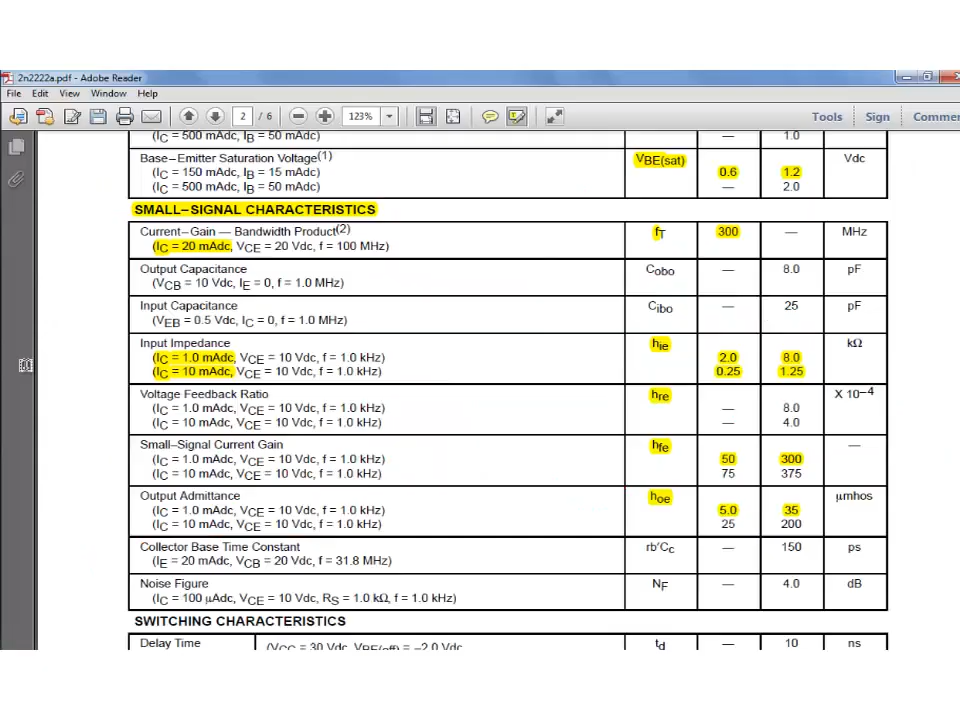 2n2222a.pdf - Adobe Reader
File Edit View Window Help
2 / 6 123% Tools Sign Commen
(IC = 500 mAdc, IB = 50 mAdc) — 1.0
Base–Emitter Saturation Voltage(1) VBE(sat) Vdc
(IC = 150 mAdc, IB = 15 mAdc) 0.6 1.2
(IC = 500 mAdc, IB = 50 mAdc) — 2.0
SMALL–SIGNAL CHARACTERISTICS
Current–Gain — Bandwidth Product(2) fT 300 — MHz
(IC = 20 mAdc, VCE = 20 Vdc, f = 100 MHz)
Output Capacitance Cobo — 8.0 pF
(VCB = 10 Vdc, IE = 0, f = 1.0 MHz)
Input Capacitance Cibo — 25 pF
(VEB = 0.5 Vdc, IC = 0, f = 1.0 MHz)
Input Impedance hie kΩ
(IC = 1.0 mAdc, VCE = 10 Vdc, f = 1.0 kHz) 2.0 8.0
(IC = 10 mAdc, VCE = 10 Vdc, f = 1.0 kHz) 0.25 1.25
Voltage Feedback Ratio hre X 10–4
(IC = 1.0 mAdc, VCE = 10 Vdc, f = 1.0 kHz) — 8.0
(IC = 10 mAdc, VCE = 10 Vdc, f = 1.0 kHz) — 4.0
Small–Signal Current Gain hfe —
(IC = 1.0 mAdc, VCE = 10 Vdc, f = 1.0 kHz) 50 300
(IC = 10 mAdc, VCE = 10 Vdc, f = 1.0 kHz) 75 375
Output Admittance hoe μmhos
(IC = 1.0 mAdc, VCE = 10 Vdc, f = 1.0 kHz) 5.0 35
(IC = 10 mAdc, VCE = 10 Vdc, f = 1.0 kHz) 25 200
Collector Base Time Constant rb′Cc — 150 ps
(IE = 20 mAdc, VCB = 20 Vdc, f = 31.8 MHz)
Noise Figure NF — 4.0 dB
(IC = 100 μAdc, VCE = 10 Vdc, RS = 1.0 kΩ, f = 1.0 kHz)
SWITCHING CHARACTERISTICS
Delay Time (VCC = 30 Vdc, VBE(off) = –2.0 Vdc, td — 10 ns